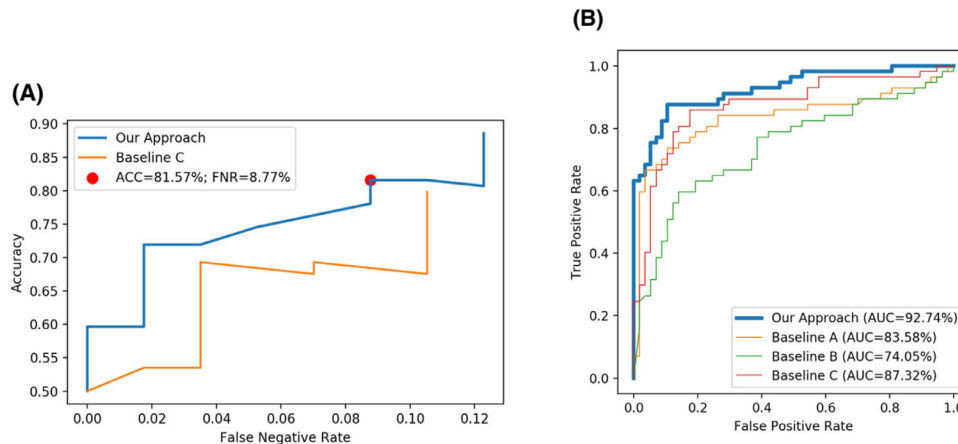 (A)
0.90
0.85
0.80
0.75
0.70
0.65
0.60
0.55
0.50
Accuracy
Our Approach
Baseline C
ACC=81.57%; FNR=8.77%
0.00 0.02 0.04 0.06 0.08 0.10 0.12
False Negative Rate
(B)
1.0
0.8
0.6
0.4
0.2
0.0
True Positive Rate
Our Approach (AUC=92.74%)
Baseline A (AUC=83.58%)
Baseline B (AUC=74.05%)
Baseline C (AUC=87.32%)
0.0 0.2 0.4 0.6 0.8 1.0
False Positive Rate